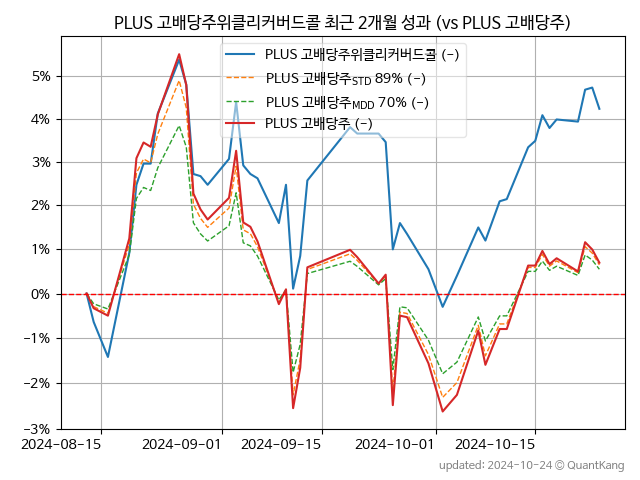 PLUS 고배당주위클리커버드콜 최근 2개월 성과 (vs PLUS 고배당주)
PLUS 고배당주위클리커버드콜 (-)
PLUS 고배당주STD 89% (-)
PLUS 고배당주MDD 70% (-)
PLUS 고배당주 (-)
5%
4%
3%
2%
1%
0%
−1%
−2%
−3%
2024-08-15 2024-09-01 2024-09-15 2024-10-01 2024-10-15
updated: 2024-10-24 © QuantKang